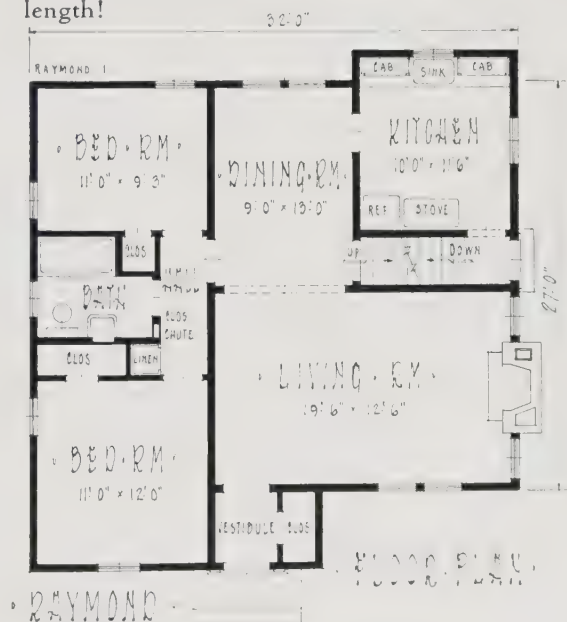 length!
32'0"
RAYMOND 1
CAB SINK CAB
BED·RM
11'0" × 9'3"
DINING·RM
9'0" × 13'0"
KITCHEN
10'0" × 11'6"
REF STOVE
CLOS
HALL
UP DOWN
BATH
CLOS
CHUTE
27'0"
CLOS LINEN
LIVING·RM
19'6" × 12'6"
BED·RM
11'0" × 12'0"
VESTIBULE CLOS
FLOOR·PLAN
RAYMOND